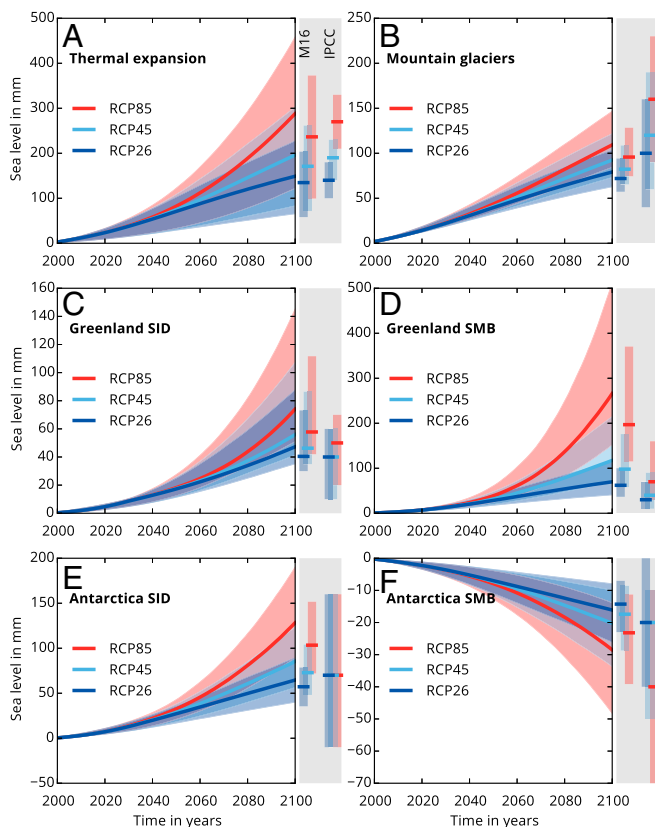 A
Thermal expansion
RCP85
RCP45
RCP26
M16
IPCC
Sea level in mm
500
400
300
200
100
0
2000 2020 2040 2060 2080 2100
B
Mountain glaciers
RCP85
RCP45
RCP26
250
200
150
100
50
0
2000 2020 2040 2060 2080 2100
C
Greenland SID
RCP85
RCP45
RCP26
Sea level in mm
160
140
120
100
80
60
40
20
0
2000 2020 2040 2060 2080 2100
D
Greenland SMB
RCP85
RCP45
RCP26
500
400
300
200
100
0
2000 2020 2040 2060 2080 2100
E
Antarctica SID
RCP85
RCP45
RCP26
Sea level in mm
200
150
100
50
0
−50
2000 2020 2040 2060 2080 2100
Time in years
F
Antarctica SMB
RCP85
RCP45
RCP26
0
−10
−20
−30
−40
−50
−60
−70
2000 2020 2040 2060 2080 2100
Time in years